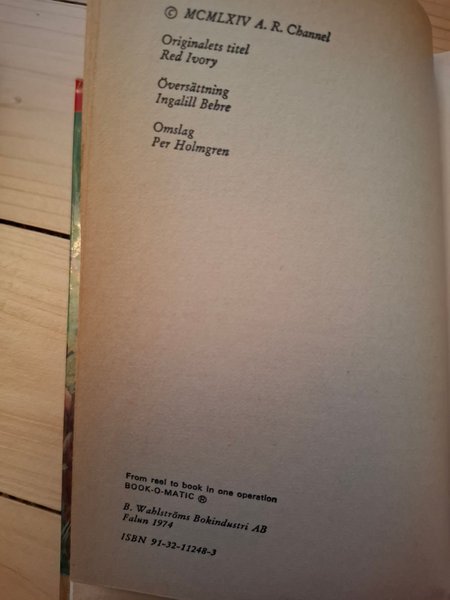 © MCMLXIV A. R. Channel
Originalets titel
Red Ivory
Översättning
Ingalill Behre
Omslag
Per Holmgren
From reel to book in one operation
BOOK-O-MATIC ®
B. Wahlströms Bokindustri AB
Falun 1974
ISBN 91-32-11248-3